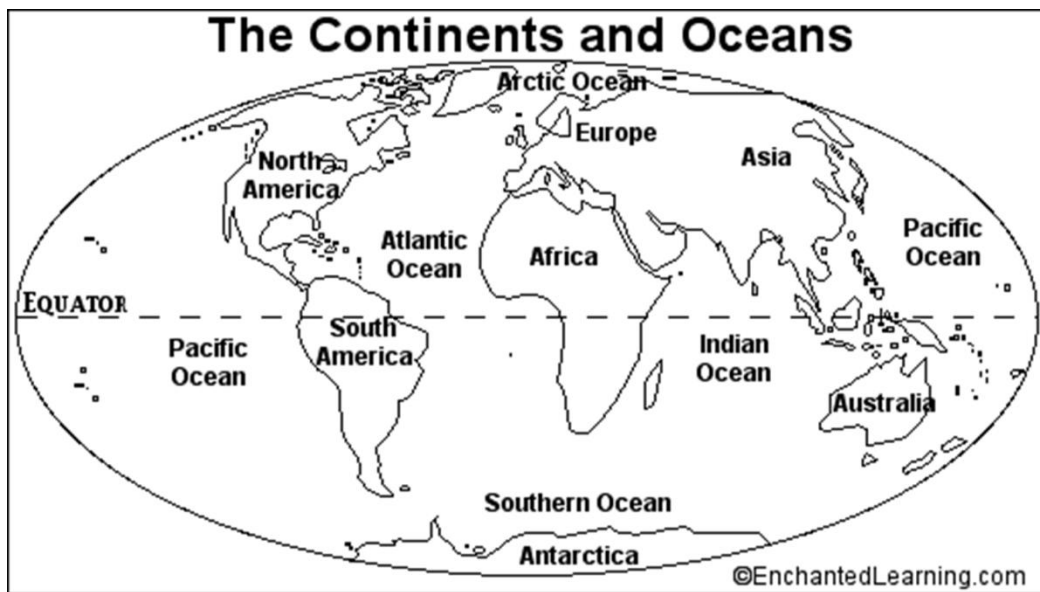 The Continents and Oceans
Arctic Ocean
Europe
Asia
North
America
Atlantic
Ocean
Africa
Pacific
Ocean
EQUATOR
South
America
Pacific
Ocean
Indian
Ocean
Australia
Southern Ocean
Antarctica
©EnchantedLearning.com